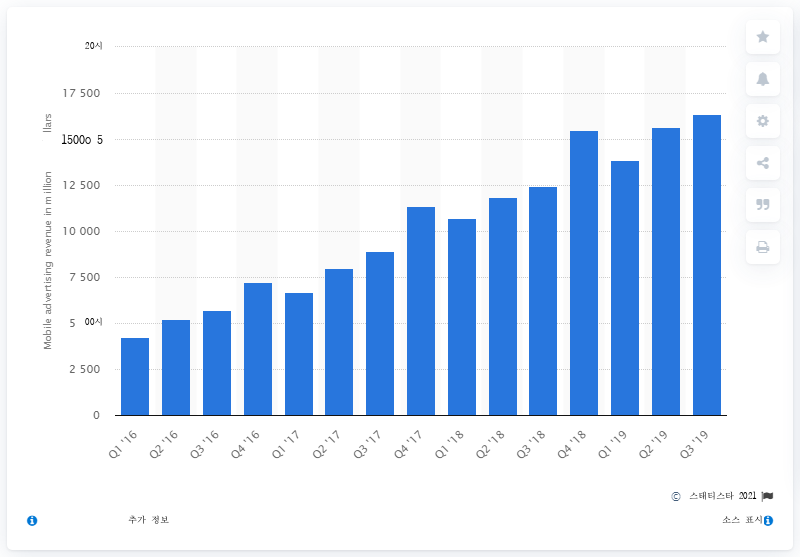 20시
17 500
1500o 5
12 500
10 000
7 500
5 00시
2 500
0
Mobile advertising revenue in m illion llars
Q1 '16
Q2 '16
Q3 '16
Q4 '16
Q1 '17
Q2 '17
Q3 '17
Q4 '17
Q1 '18
Q2 '18
Q3 '18
Q4 '18
Q1 '19
Q2 '19
Q3 '19
© 스태티스타 2021
추가 정보
소스 표시